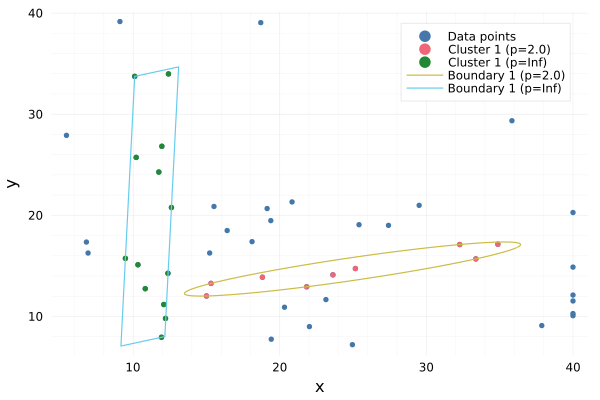 40
30
20
10
y
10
20
30
40
x
Data points
Cluster 1 (p=2.0)
Cluster 1 (p=Inf)
Boundary 1 (p=2.0)
Boundary 1 (p=Inf)